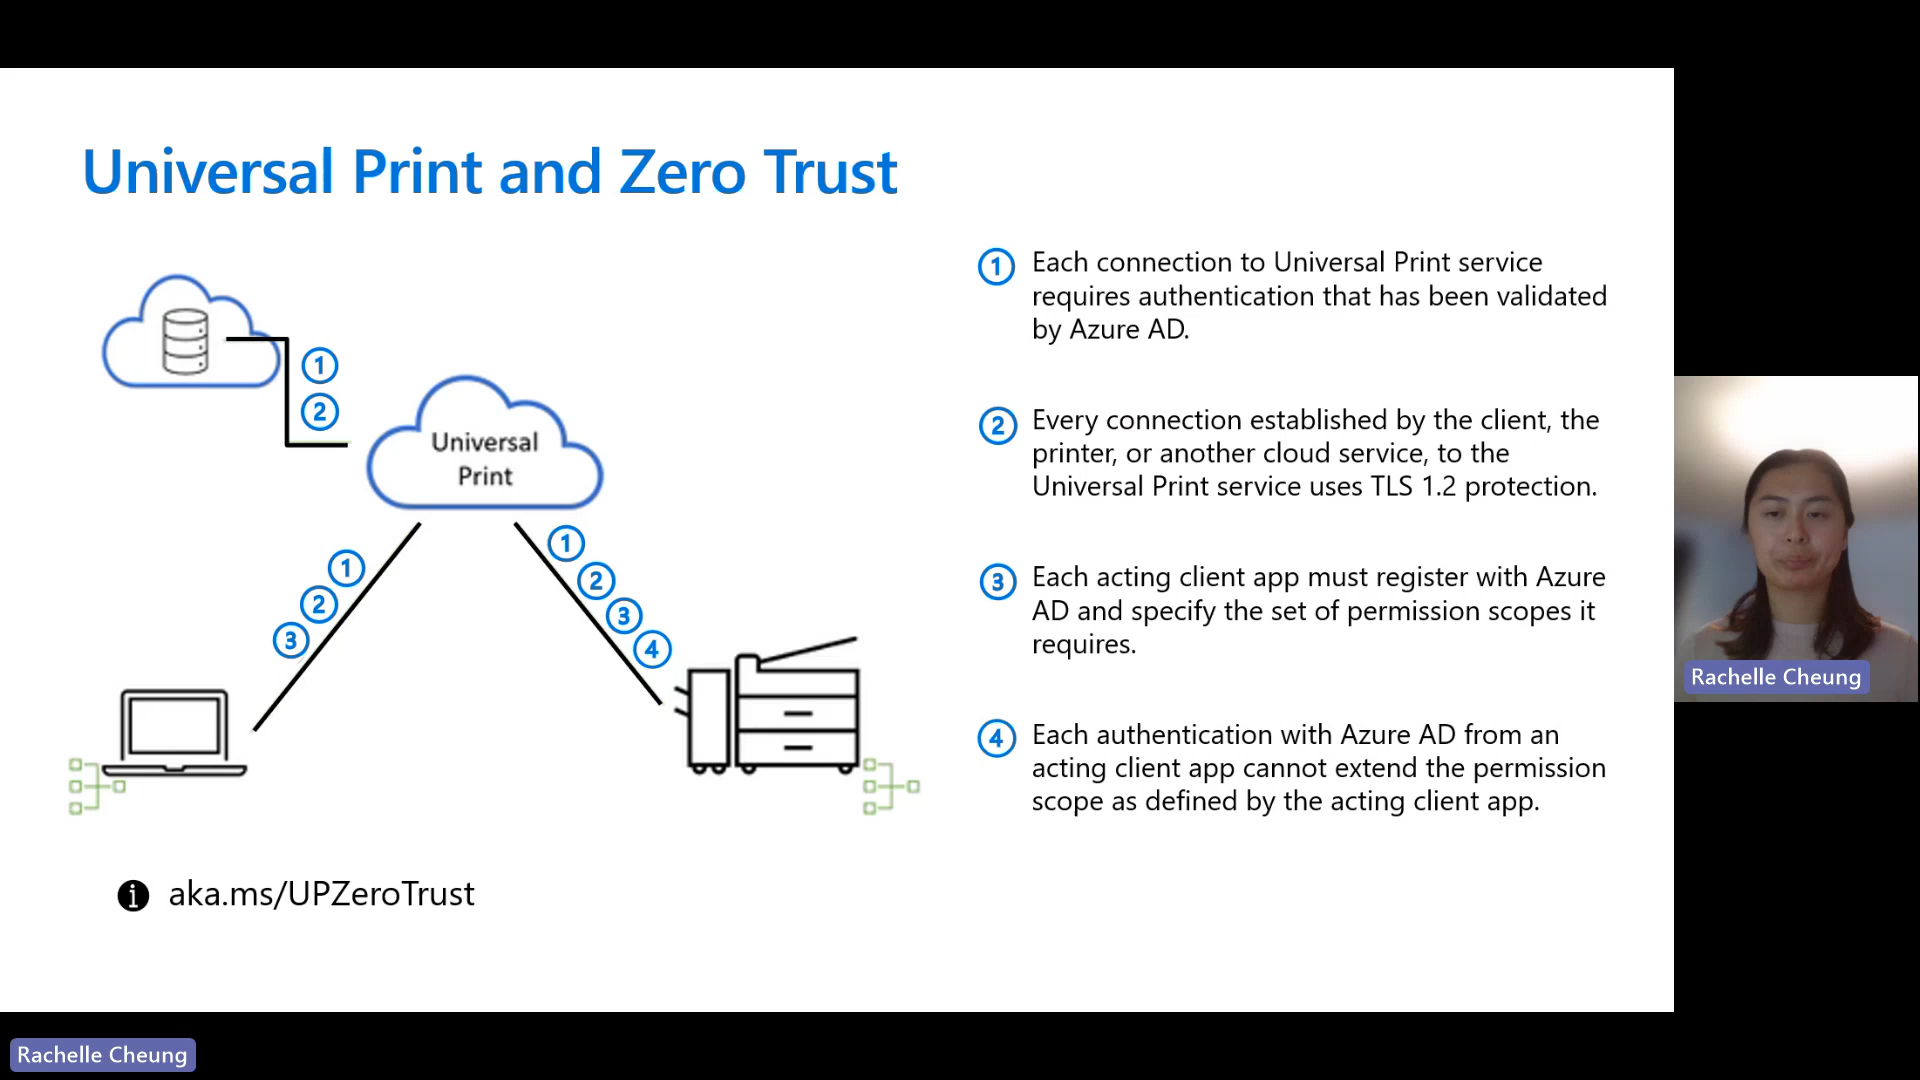 Universal Print and Zero Trust
1
2
Universal
Print
1
2
3
1
2
3
4
1 Each connection to Universal Print service
requires authentication that has been validated
by Azure AD.
2 Every connection established by the client, the
printer, or another cloud service, to the
Universal Print service uses TLS 1.2 protection.
3 Each acting client app must register with Azure
AD and specify the set of permission scopes it
requires.
4 Each authentication with Azure AD from an
acting client app cannot extend the permission
scope as defined by the acting client app.
i aka.ms/UPZeroTrust
Rachelle Cheung
Rachelle Cheung